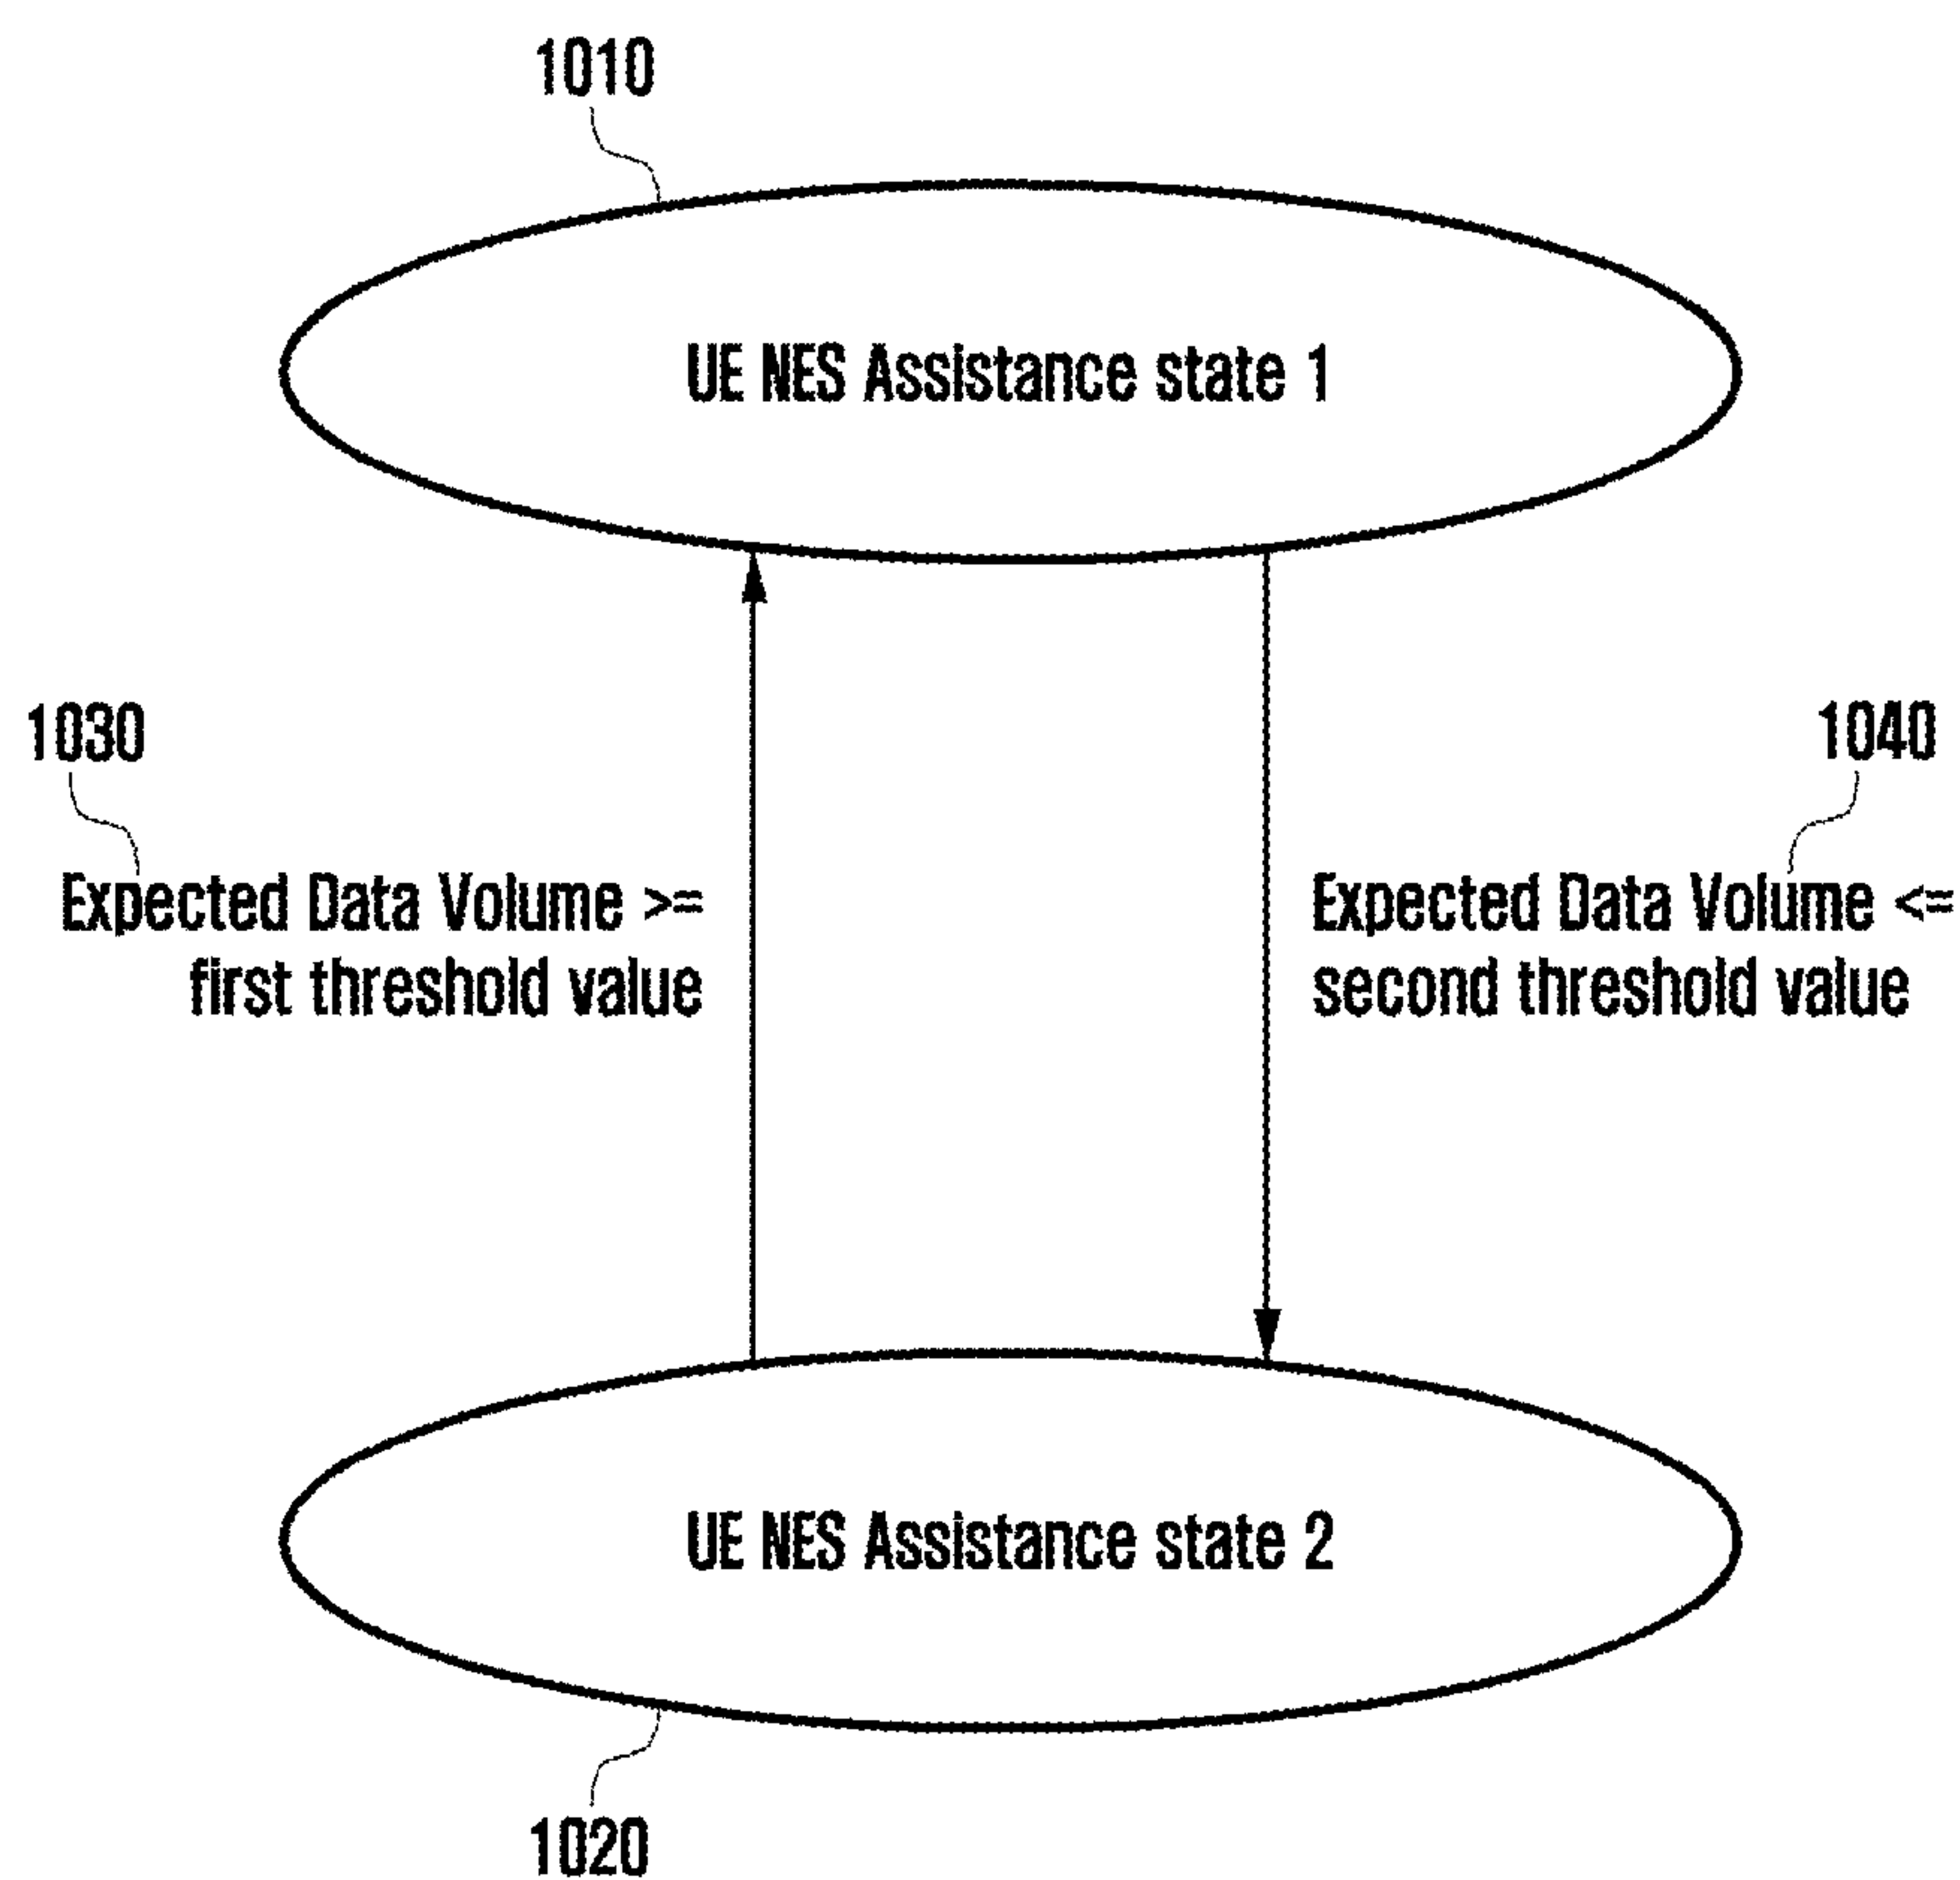 1010
UE NES Assistance state 1
1030
1040
Expected Data Volume >=
first threshold value
Expected Data Volume <=
second threshold value
UE NES Assistance state 2
1020